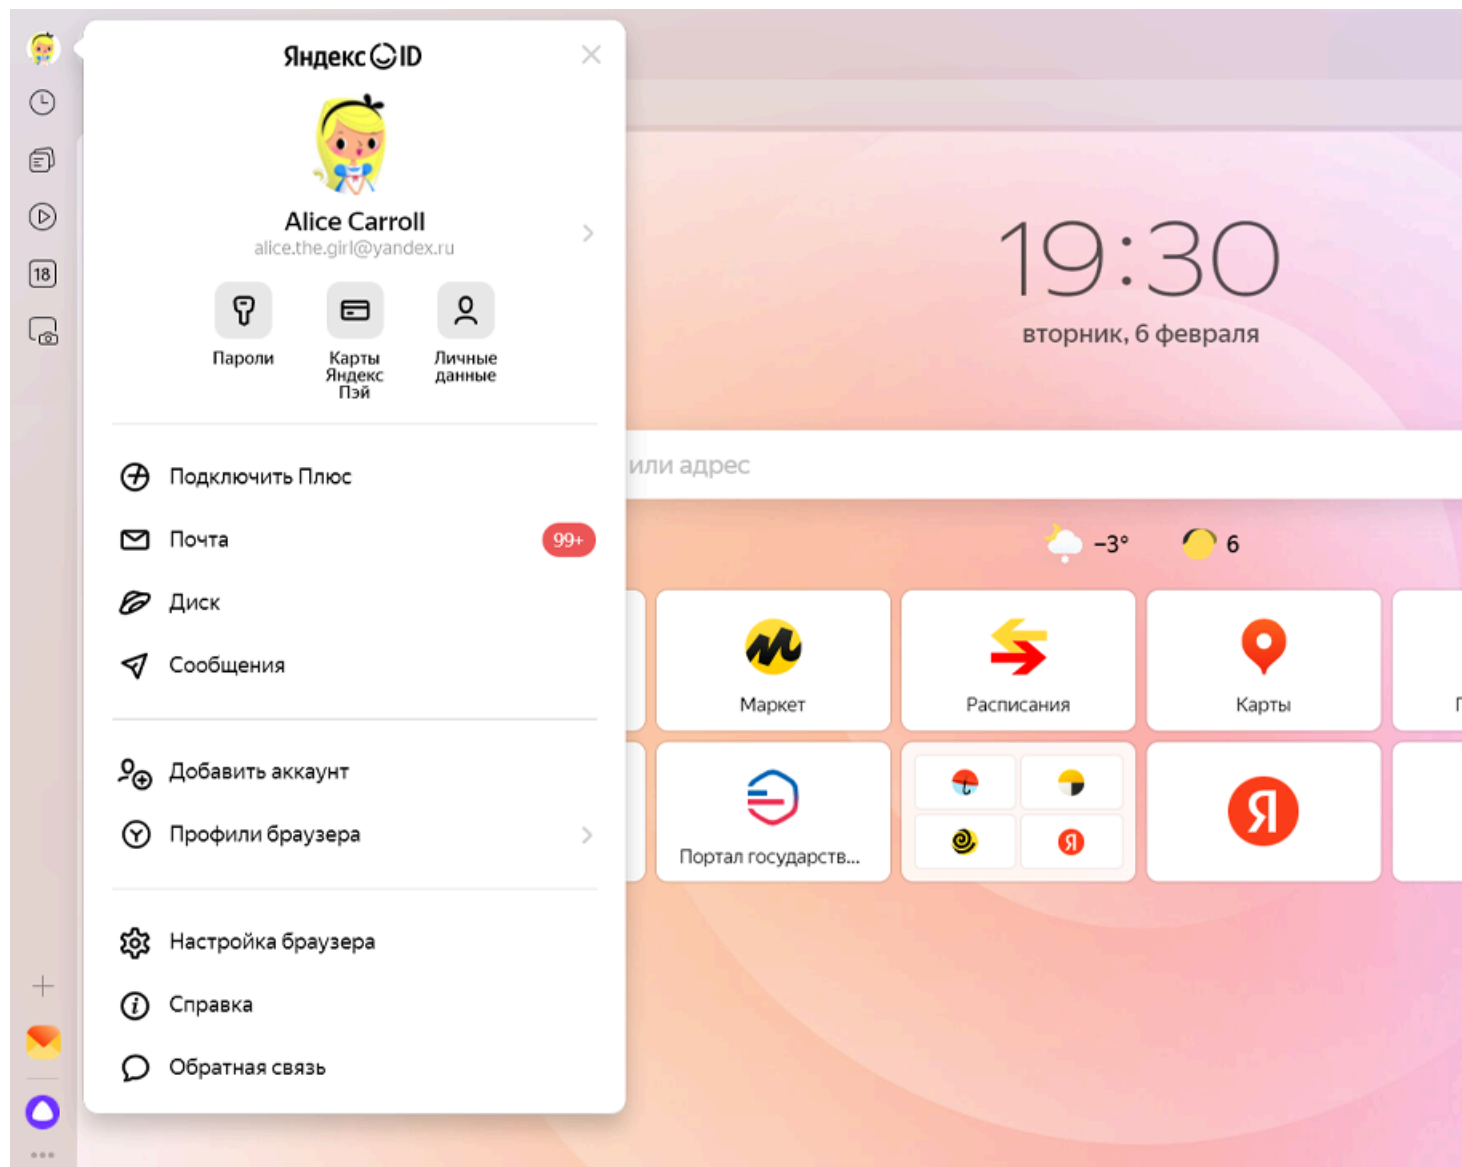 Яндекс ID
Alice Carroll
alice.the.girl@yandex.ru
Пароли
Карты
Яндекс
Пэй
Личные
данные
Подключить Плюс
Почта
99+
Диск
Сообщения
Добавить аккаунт
Профили браузера
Настройка браузера
Справка
Обратная связь
18
19:30
вторник, 6 февраля
или адрес
−3°
6
Маркет
Расписания
Карты
Портал государств...
Я
Я